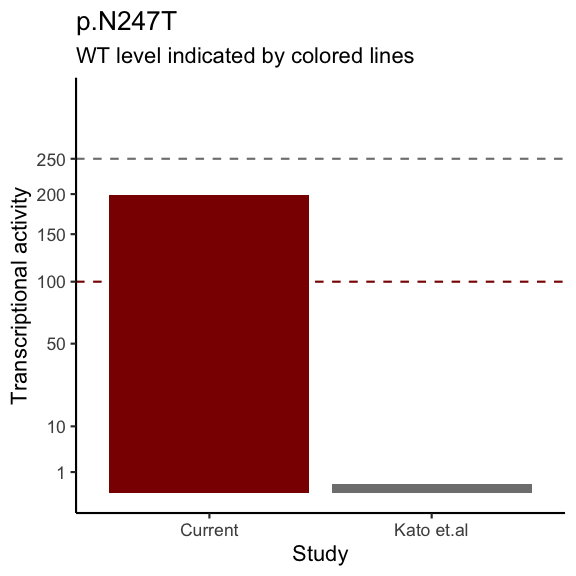 p.N247T
WT level indicated by colored lines
Transcriptional activity
250
200
150
100
50
10
1
Current
Kato et.al
Study